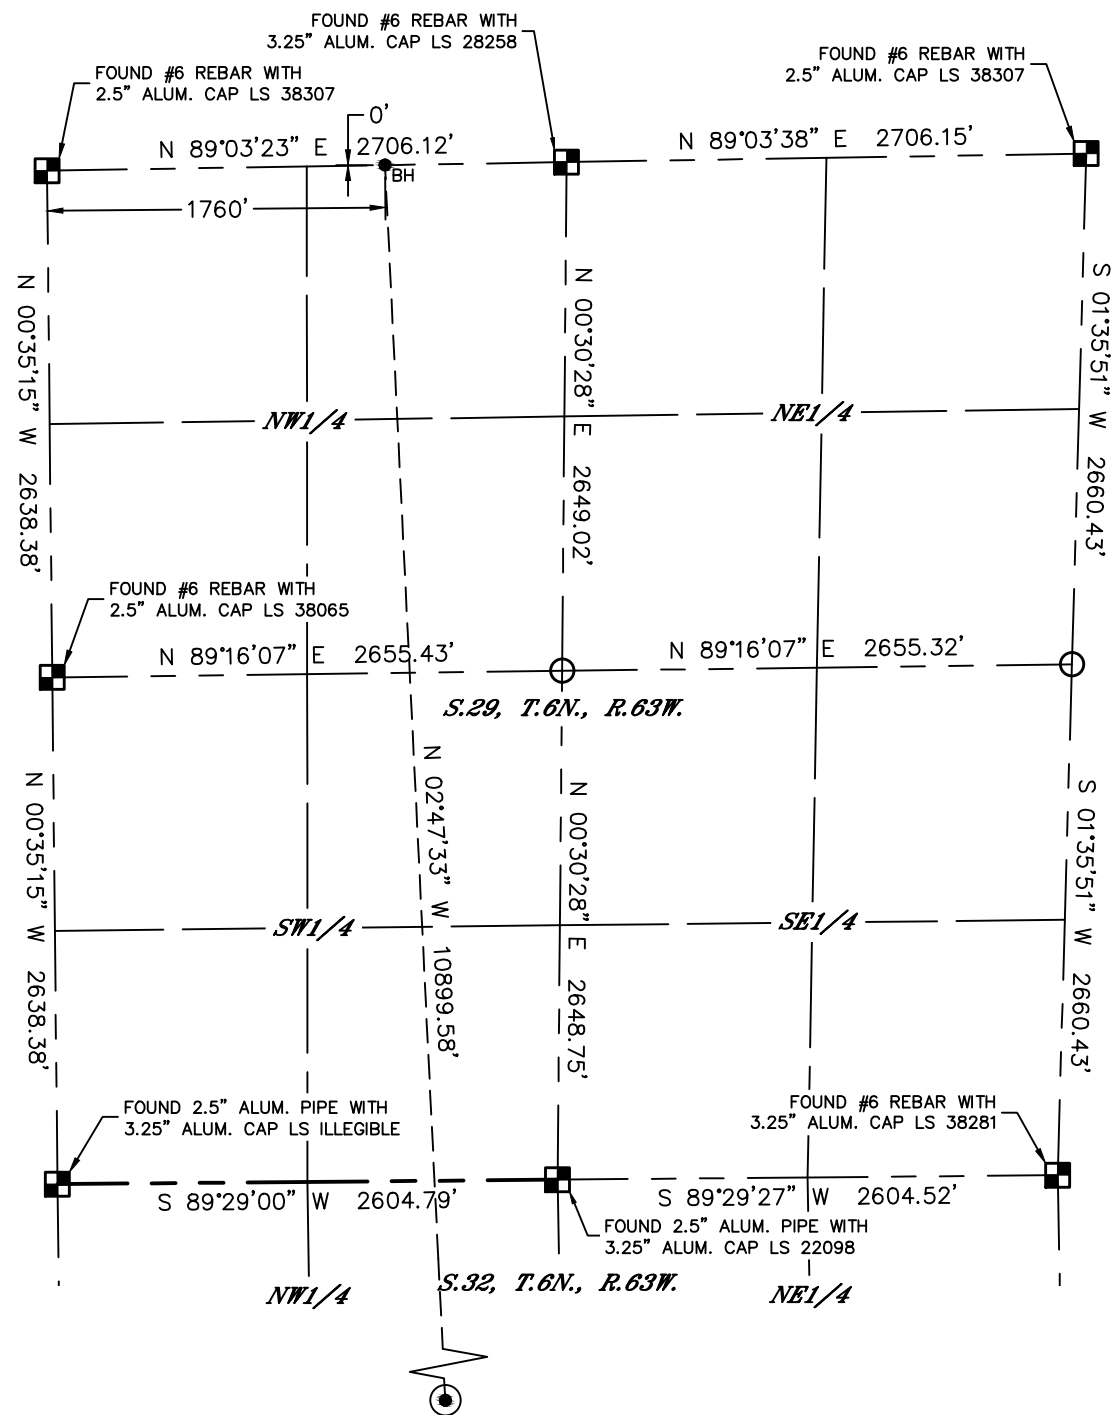 FOUND #6 REBAR WITH
3.25" ALUM. CAP LS 28258
FOUND #6 REBAR WITH
2.5" ALUM. CAP LS 38307
FOUND #6 REBAR WITH
2.5" ALUM. CAP LS 38307
0'
N 89°03'23" E 2706.12'
N 89°03'38" E 2706.15'
BH
1760'
N 00°35'15" W 2638.38'
N 00°30'28" E 2649.02'
S 01°35'51" W 2660.43'
NW1/4
NE1/4
FOUND #6 REBAR WITH
2.5" ALUM. CAP LS 38065
N 89°16'07" E 2655.43'
N 89°16'07" E 2655.32'
S.29, T.6N., R.63W.
N 02°47'33" W 10899.58'
N 00°35'15" W 2638.38'
N 00°30'28" E 2648.75'
S 01°35'51" W 2660.43'
SW1/4
SE1/4
FOUND 2.5" ALUM. PIPE WITH
3.25" ALUM. CAP LS ILLEGIBLE
FOUND #6 REBAR WITH
3.25" ALUM. CAP LS 38281
S 89°29'00" W 2604.79'
S 89°29'27" W 2604.52'
FOUND 2.5" ALUM. PIPE WITH
3.25" ALUM. CAP LS 22098
S.32, T.6N., R.63W.
NW1/4
NE1/4